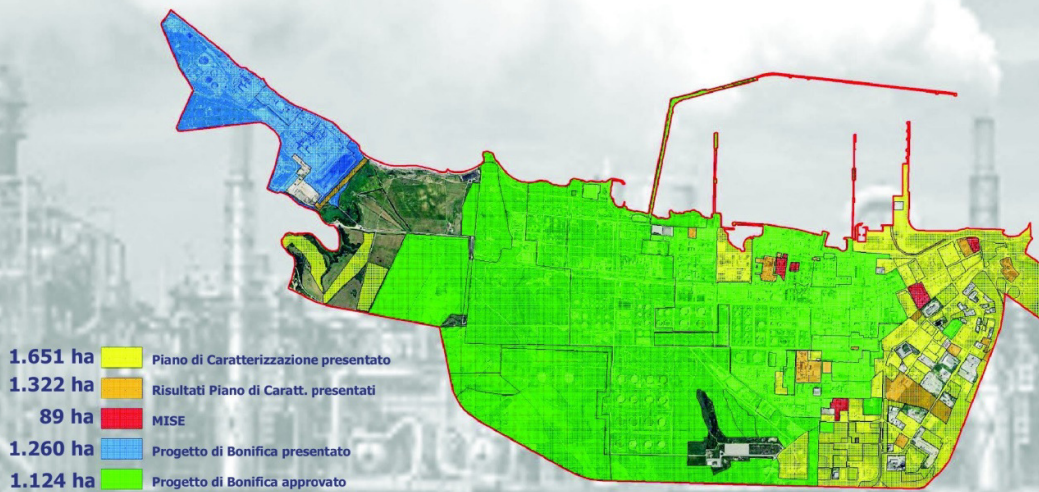 1.651 ha Piano di Caratterizzazione presentato
1.322 ha Risultati Piano di Caratt. presentati
89 ha MISE
1.260 ha Progetto di Bonifica presentato
1.124 ha Progetto di Bonifica approvato